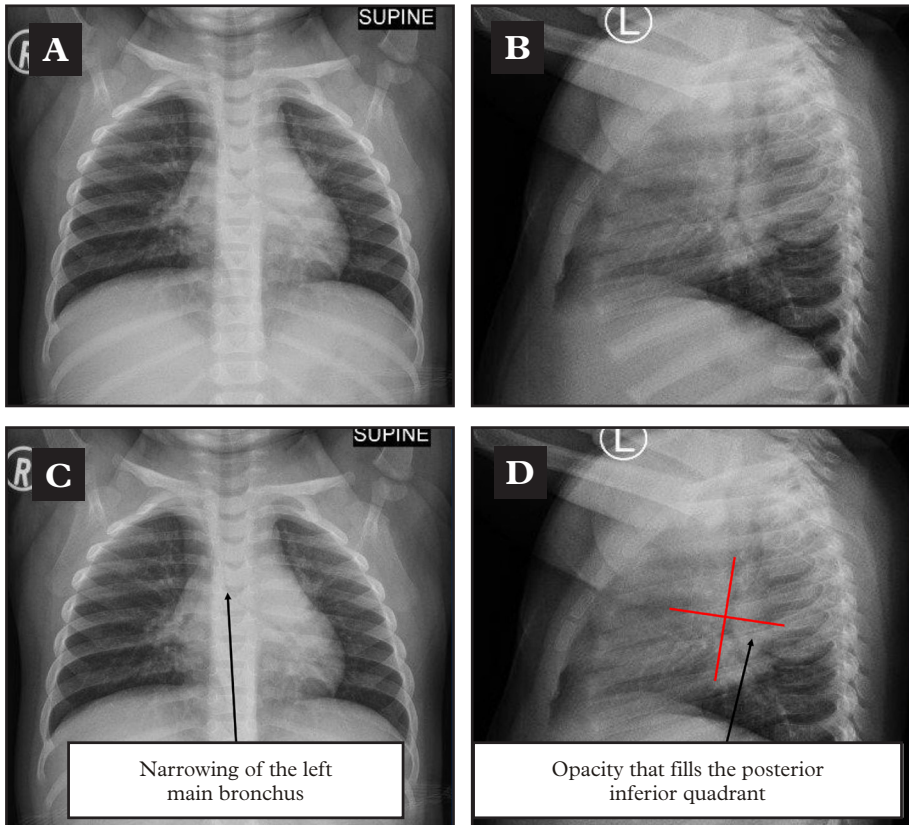 SUPINE
R
A
L
B
SUPINE
R
C
L
D
Narrowing of the left
main bronchus
Opacity that fills the posterior
inferior quadrant